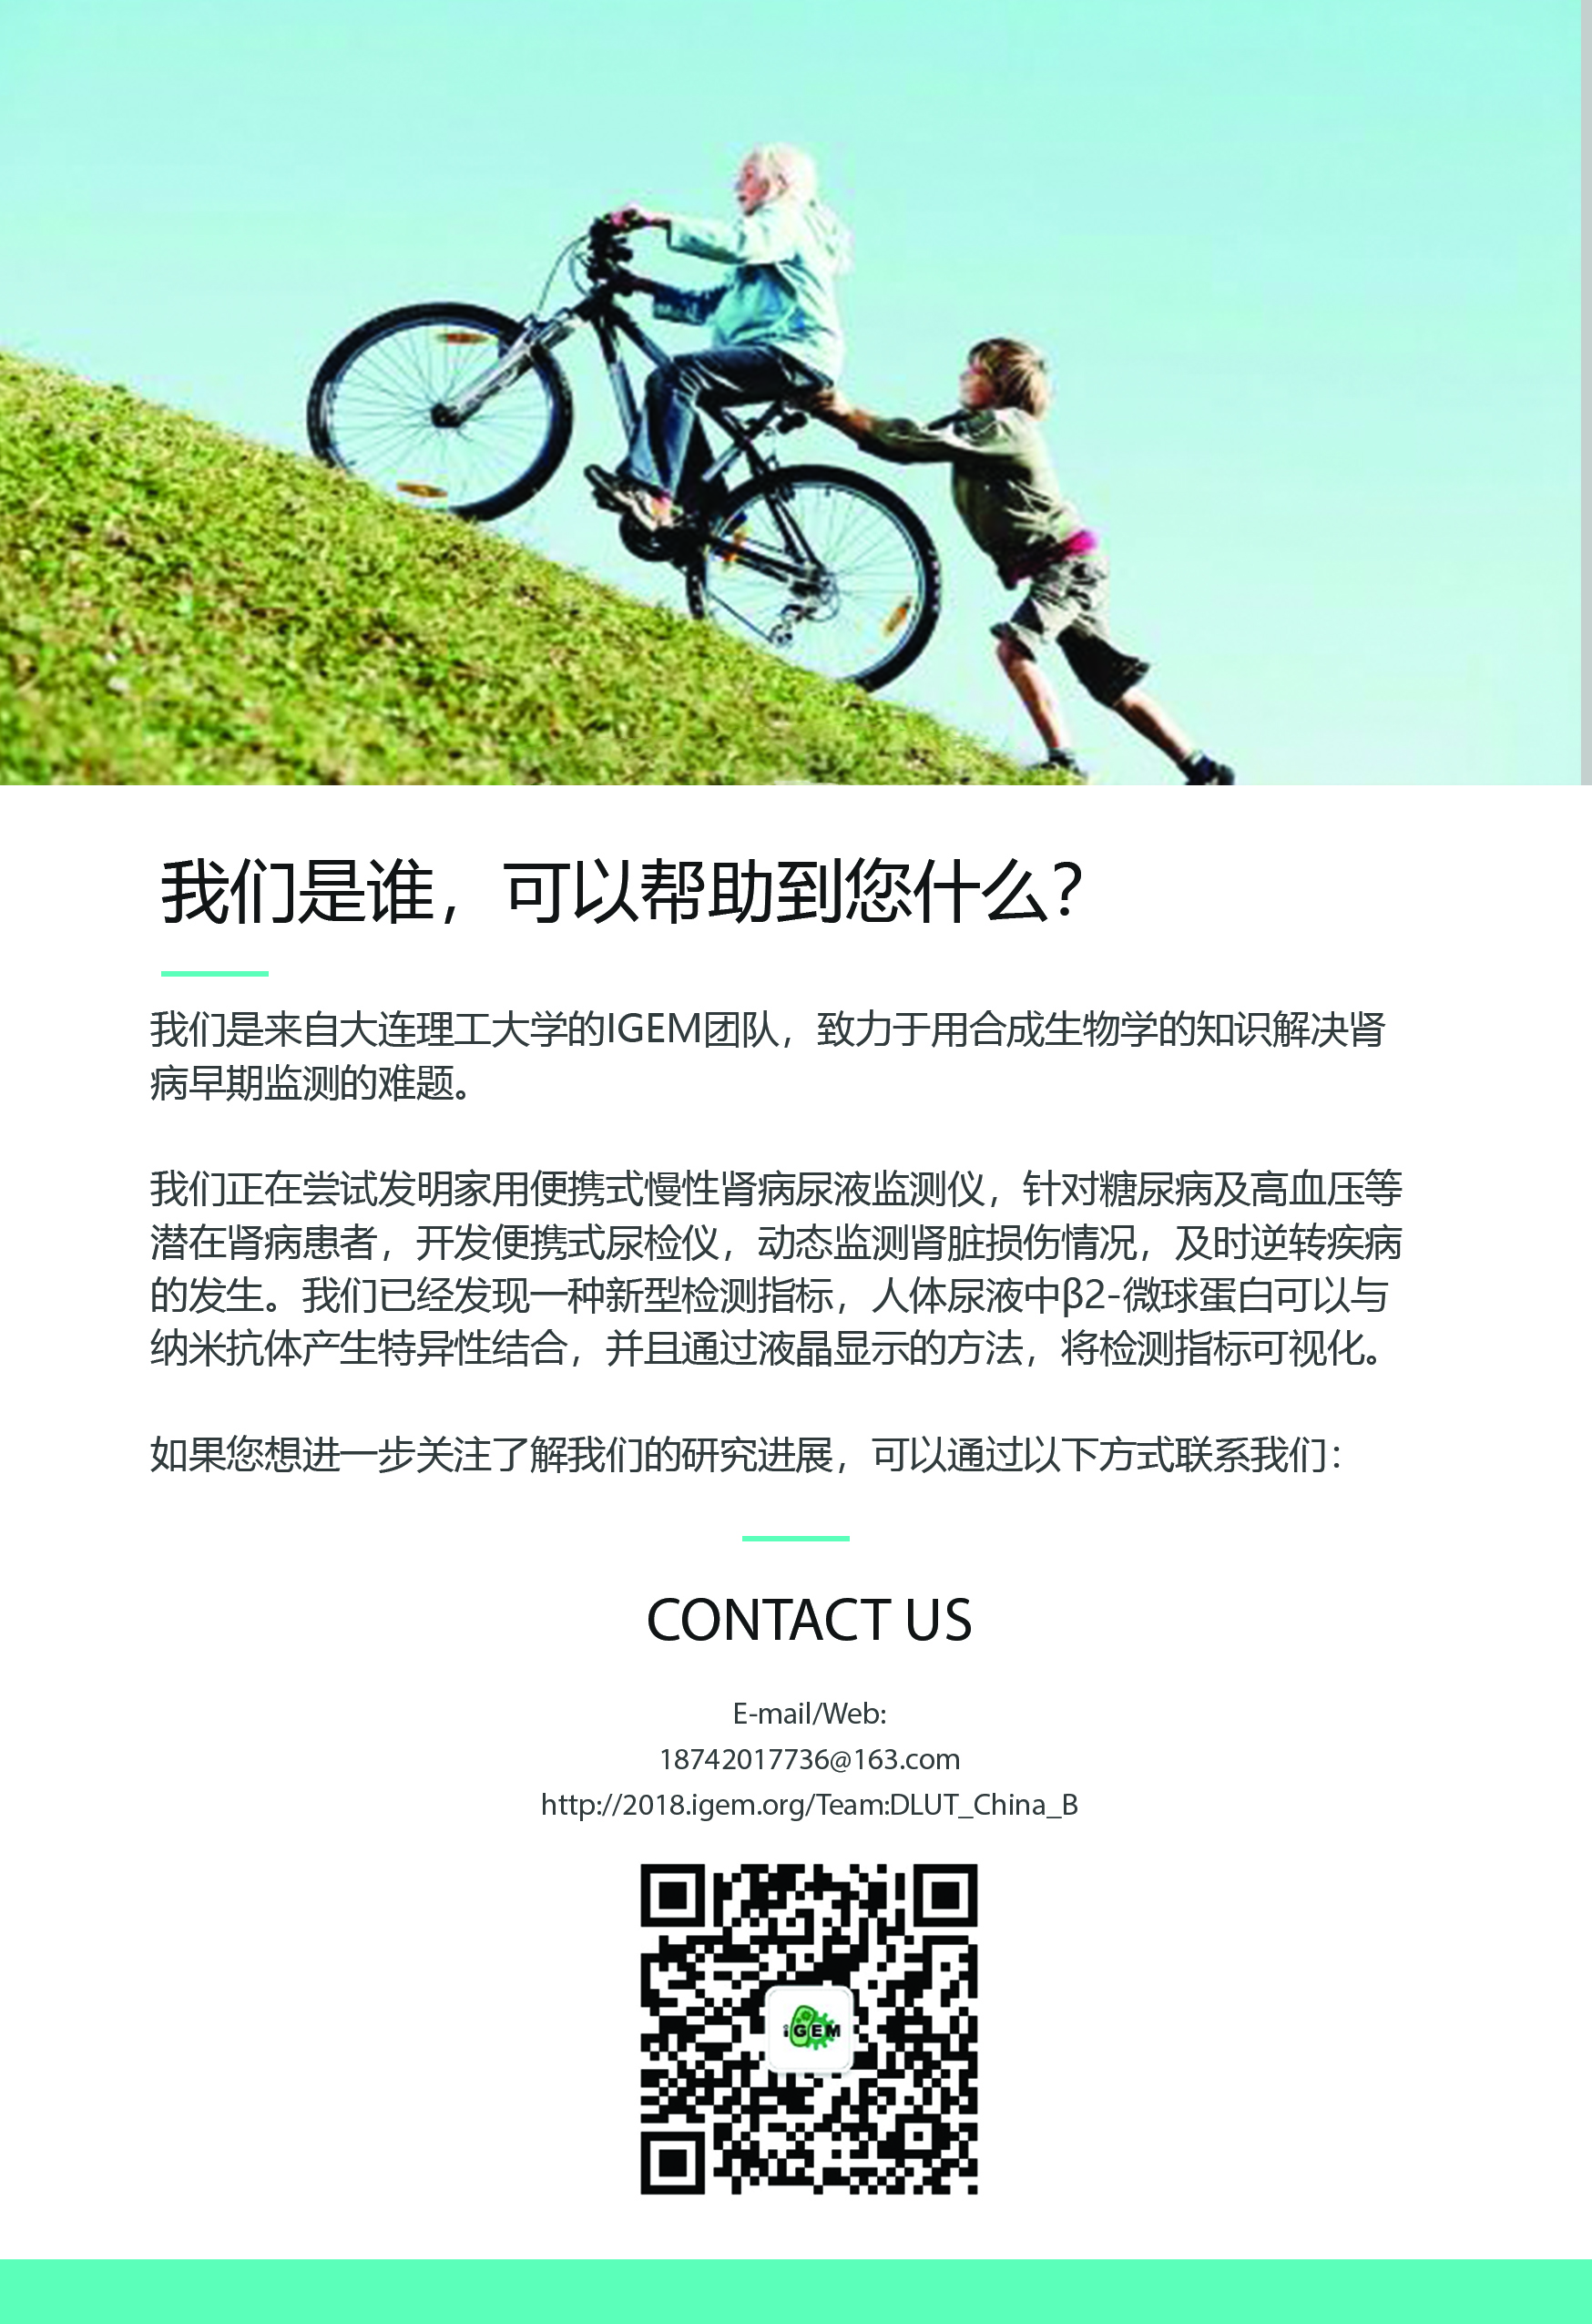 我们是谁，可以帮助到您什么？
我们是来自大连理工大学的IGEM团队，致力于用合成生物学的知识解决肾
病早期监测的难题。
我们正在尝试发明家用便携式慢性肾病尿液监测仪，针对糖尿病及高血压等
潜在肾病患者，开发便携式尿检仪，动态监测肾脏损伤情况，及时逆转疾病
的发生。我们已经发现一种新型检测指标，人体尿液中β2-微球蛋白可以与
纳米抗体产生特异性结合，并且通过液晶显示的方法，将检测指标可视化。
如果您想进一步关注了解我们的研究进展，可以通过以下方式联系我们：
CONTACT US
E-mail/Web:
18742017736@163.com
http://2018.igem.org/Team:DLUT_China_B
iGEM